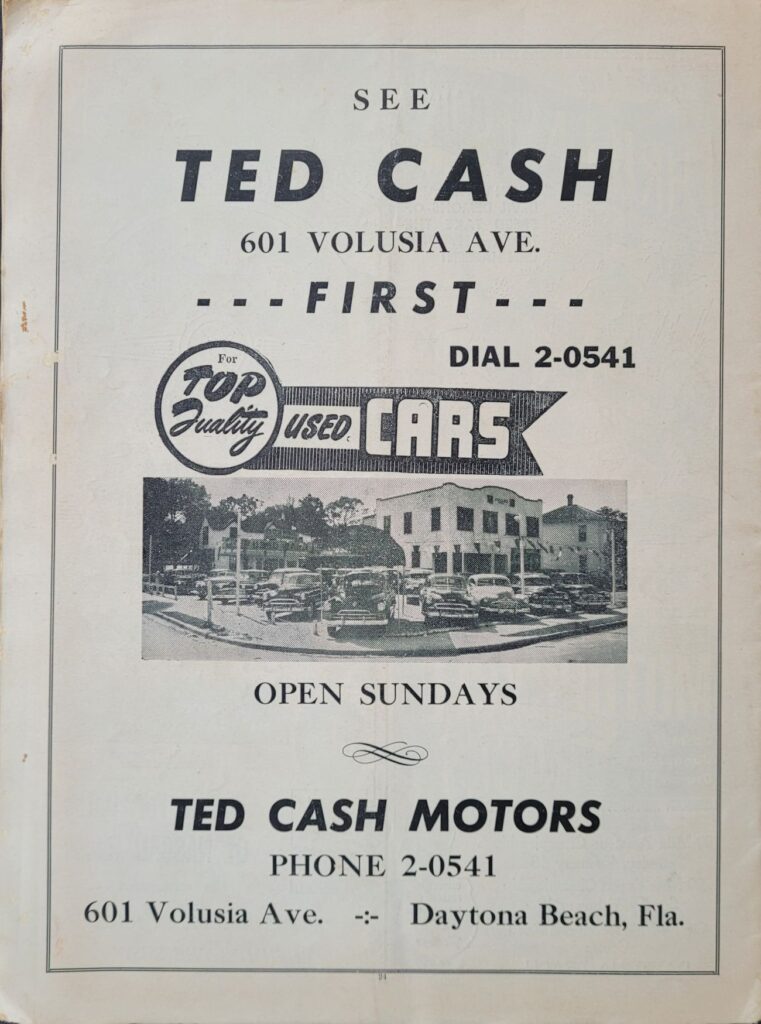 SEE
TED CASH
601 VOLUSIA AVE.
---FIRST---
DIAL 2-0541
For
TOP
Quality
USED
CARS
OPEN SUNDAYS
TED CASH MOTORS
PHONE 2-0541
601 Volusia Ave. -:- Daytona Beach, Fla.
94